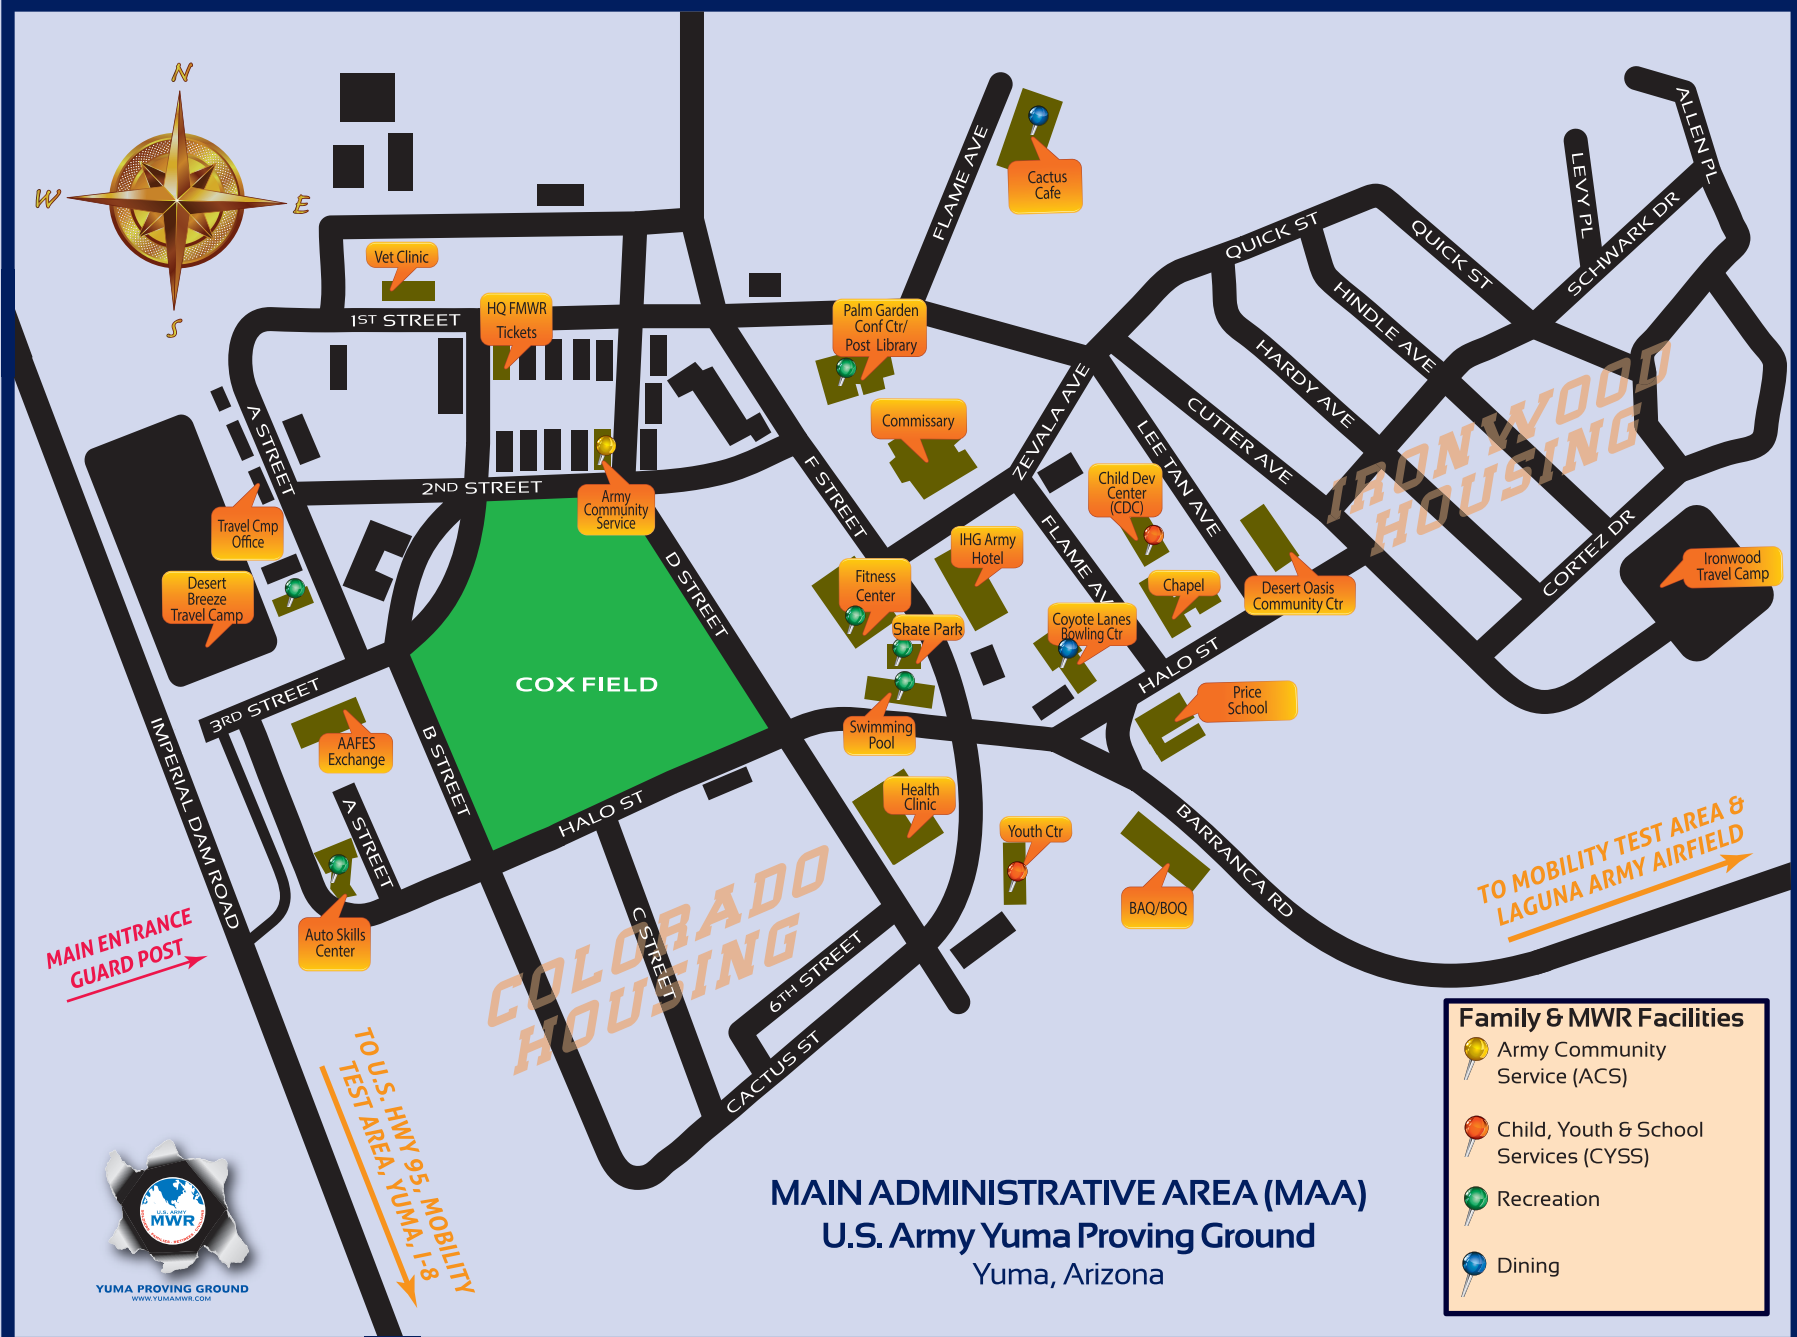 N
W
E
S
Vet Clinic
HQ FMWR
Tickets
1ST STREET
FLAME AVE
Cactus
Cafe
Palm Garden
Conf Ctr/
Post Library
Commissary
QUICK ST
QUICK ST
LEVY PL
ALLEN PL
SCHWARK DR
HINDLE AVE
HARDY AVE
CUTTER AVE
LEETAN AVE
ZEVALA AVE
IRONWOOD
HOUSING
CORTEZ DR
Ironwood
Travel Camp
A STREET
2ND STREET
Army
Community
Service
F STREET
D STREET
Child Dev
Center
(CDC)
FLAME AV
IHG Army
Hotel
Chapel
Desert Oasis
Community Ctr
Travel Cmp
Office
Desert
Breeze
Travel Camp
Fitness
Center
Skate Park
Coyote Lanes
Bowling Ctr
HALO ST
Price
School
Swimming
Pool
COX FIELD
3RD STREET
AAFES
Exchange
B STREET
A STREET
IMPERIAL DAM ROAD
HALO ST
Health
Clinic
Youth Ctr
BAQ/BOQ
BARRANCA RD
Auto Skills
Center
MAIN ENTRANCE
GUARD POST
COLORADO
HOUSING
C STREET
6TH STREET
CACTUS ST
TO MOBILITY TEST AREA &
LAGUNA ARMY AIRFIELD
TO U.S. HWY 95, MOBILITY
TEST AREA, YUMA, I-8
Family & MWR Facilities
Army Community
Service (ACS)
Child, Youth & School
Services (CYSS)
Recreation
Dining
MAIN ADMINISTRATIVE AREA (MAA)
U.S. Army Yuma Proving Ground
Yuma, Arizona
U.S. ARMY
MWR
YUMA PROVING GROUND
WWW.YUMAMWR.COM